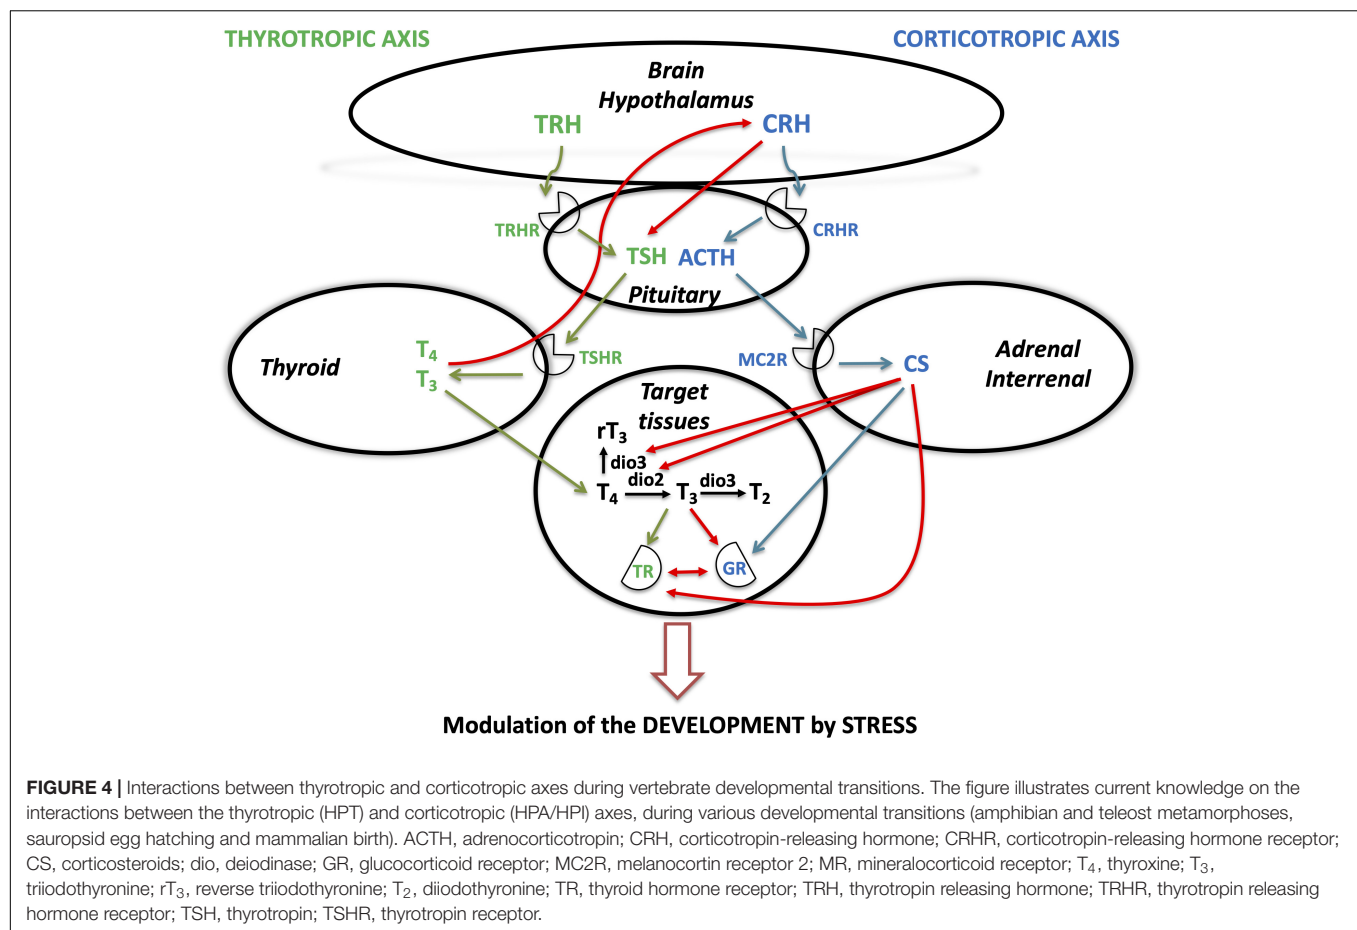 THYROTROPIC AXIS
CORTICOTROPIC AXIS
Brain
Hypothalamus
TRH
CRH
TRHR
CRHR
TSH ACTH
Pituitary
Thyroid
T4
T3
TSHR
MC2R
CS
Adrenal
Interrenal
Target
tissues
rT3
dio3
dio2
dio3
T4
T3
T2
TR
GR
Modulation of the DEVELOPMENT by STRESS
FIGURE 4 | Interactions between thyrotropic and corticotropic axes during vertebrate developmental transitions. The figure illustrates current knowledge on the
interactions between the thyrotropic (HPT) and corticotropic (HPA/HPI) axes, during various developmental transitions (amphibian and teleost metamorphoses,
sauropsid egg hatching and mammalian birth). ACTH, adrenocorticotropin; CRH, corticotropin-releasing hormone; CRHR, corticotropin-releasing hormone receptor;
CS, corticosteroids; dio, deiodinase; GR, glucocorticoid receptor; MC2R, melanocortin receptor 2; MR, mineralocorticoid receptor; T4, thyroxine; T3,
triiodothyronine; rT3, reverse triiodothyronine; T2, diiodothyronine; TR, thyroid hormone receptor; TRH, thyrotropin releasing hormone; TRHR, thyrotropin releasing
hormone receptor; TSH, thyrotropin; TSHR, thyrotropin receptor.